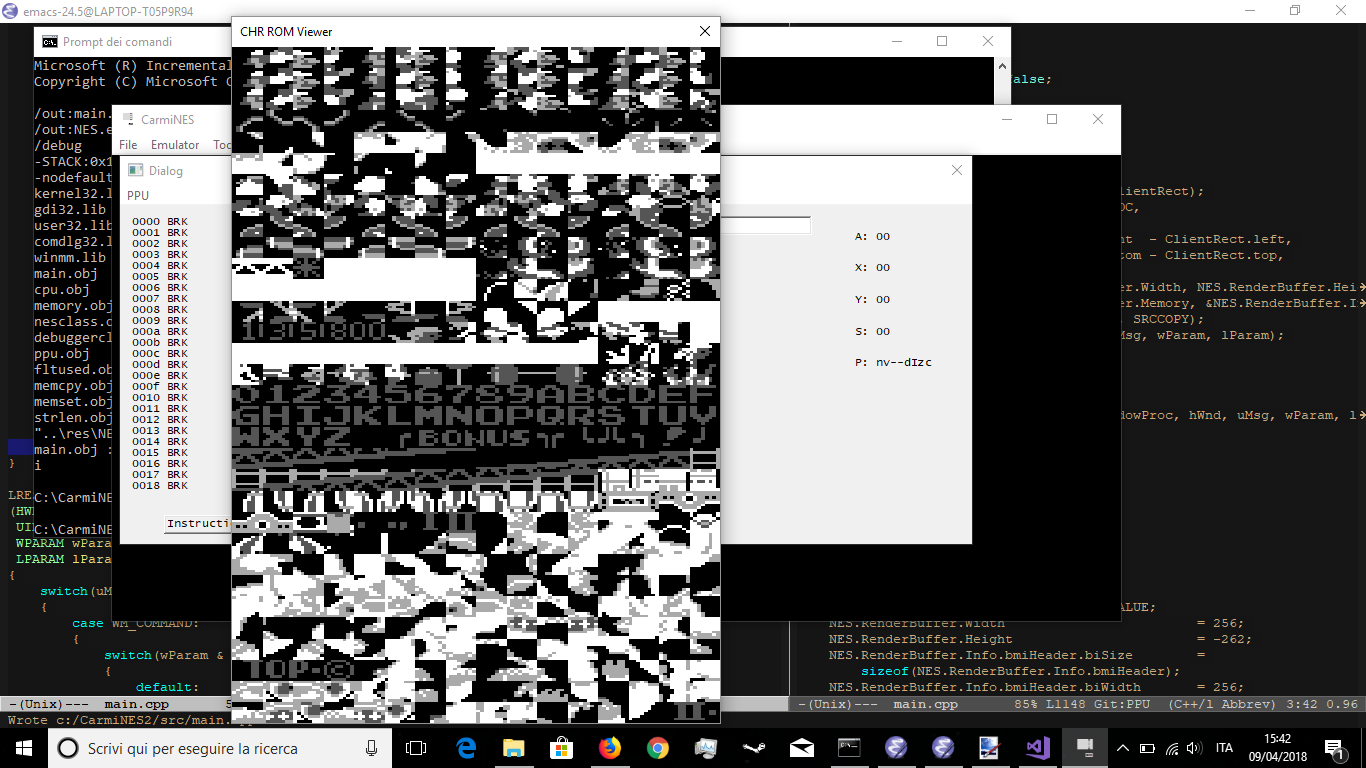 emacs-24.5@LAPTOP-T05P9R94
CHR ROM Viewer
Prompt dei comandi
Microsoft (R) Incremental
Copyright (C) Microsoft C
/out:main.
/out:NES.e
/debug
-STACK:0x1
-nodefault
kernel32.l
gdi32.lib
user32.lib
comdlg32.l
winmm.lib
main.obj
cpu.obj
memory.obj
nesclass.o
debuggercl
ppu.obj
fltused.ob
memcpy.obj
memset.obj
strlen.obj
"..\res\NE
main.obj :
i
C:\CarmiNE
C:\CarmiNE
CarmiNES
File Emulator Too
Dialog
PPU
0000 BRK
0001 BRK
0002 BRK
0003 BRK
0004 BRK
0005 BRK
0006 BRK
0007 BRK
0008 BRK
0009 BRK
000a BRK
000b BRK
000c BRK
000d BRK
000e BRK
000f BRK
0010 BRK
0011 BRK
0012 BRK
0013 BRK
0014 BRK
0015 BRK
0016 BRK
0017 BRK
0018 BRK
Instructi
A: 00
X: 00
Y: 00
S: 00
P: nv--dIzc
0123456789ABCDEF
GHIJKLMNOPQRSTUV
WXYZ
BONUS
TOP-©
}
LRE
(HW
UI
WPARAM wPara
LPARAM lPara
{
switch(uM
{
case WM_COMMAND:
{
switch(wParam &
{
default:
false;
lientRect);
OC,
nt - ClientRect.left,
tom - ClientRect.top,
er.Width, NES.RenderBuffer.Hei
er.Memory, &NES.RenderBuffer.I
SRCCOPY);
Msg, wParam, lParam);
dowProc, hWnd, uMsg, wParam, l
ALUE;
NES.RenderBuffer.Width = 256;
NES.RenderBuffer.Height = -262;
NES.RenderBuffer.Info.bmiHeader.biSize =
sizeof(NES.RenderBuffer.Info.bmiHeader);
NES.RenderBuffer.Info.bmiHeader.biWidth = 256;
-(Unix)--- main.cpp 5
-(Unix)--- main.cpp 85% L1148 Git:PPU (C++/l Abbrev) 3:42 0.96
Wrote c:/CarmiNES2/src/main.
Scrivi qui per eseguire la ricerca
ITA
15:42
09/04/2018
1